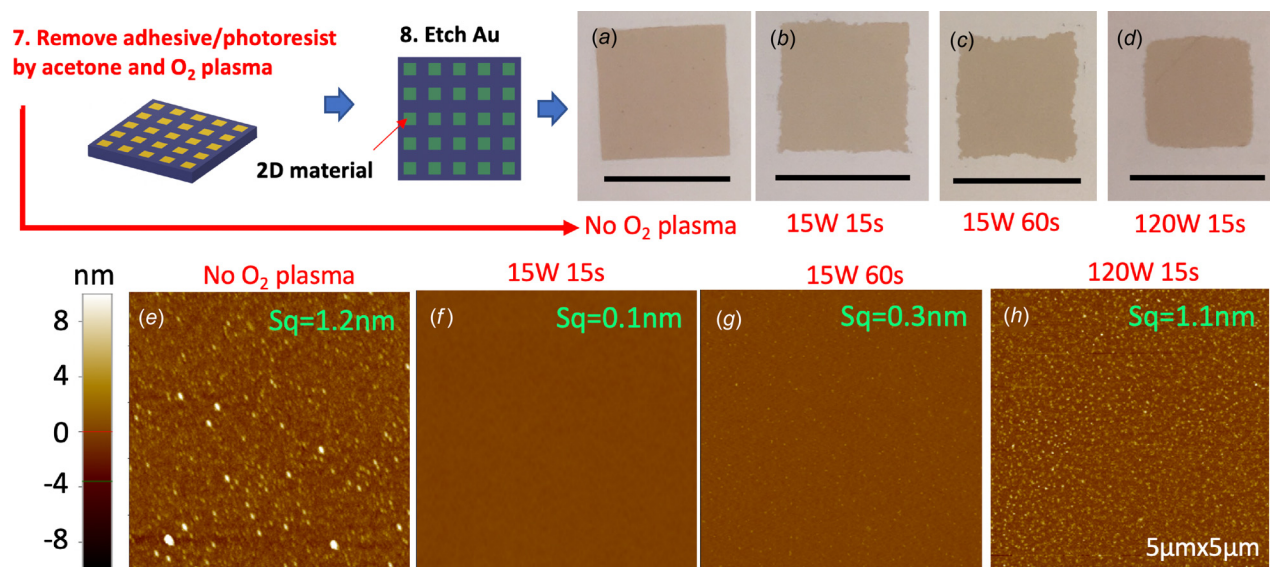 7. Remove adhesive/photoresist
by acetone and O₂ plasma
8. Etch Au
2D material
(a)
(b)
(c)
(d)
No O₂ plasma
15W 15s
15W 60s
120W 15s
nm
8
4
0
-4
-8
No O₂ plasma
15W 15s
15W 60s
120W 15s
(e)
Sq=1.2nm
(f)
Sq=0.1nm
(g)
Sq=0.3nm
(h)
Sq=1.1nm
5μmx5μm